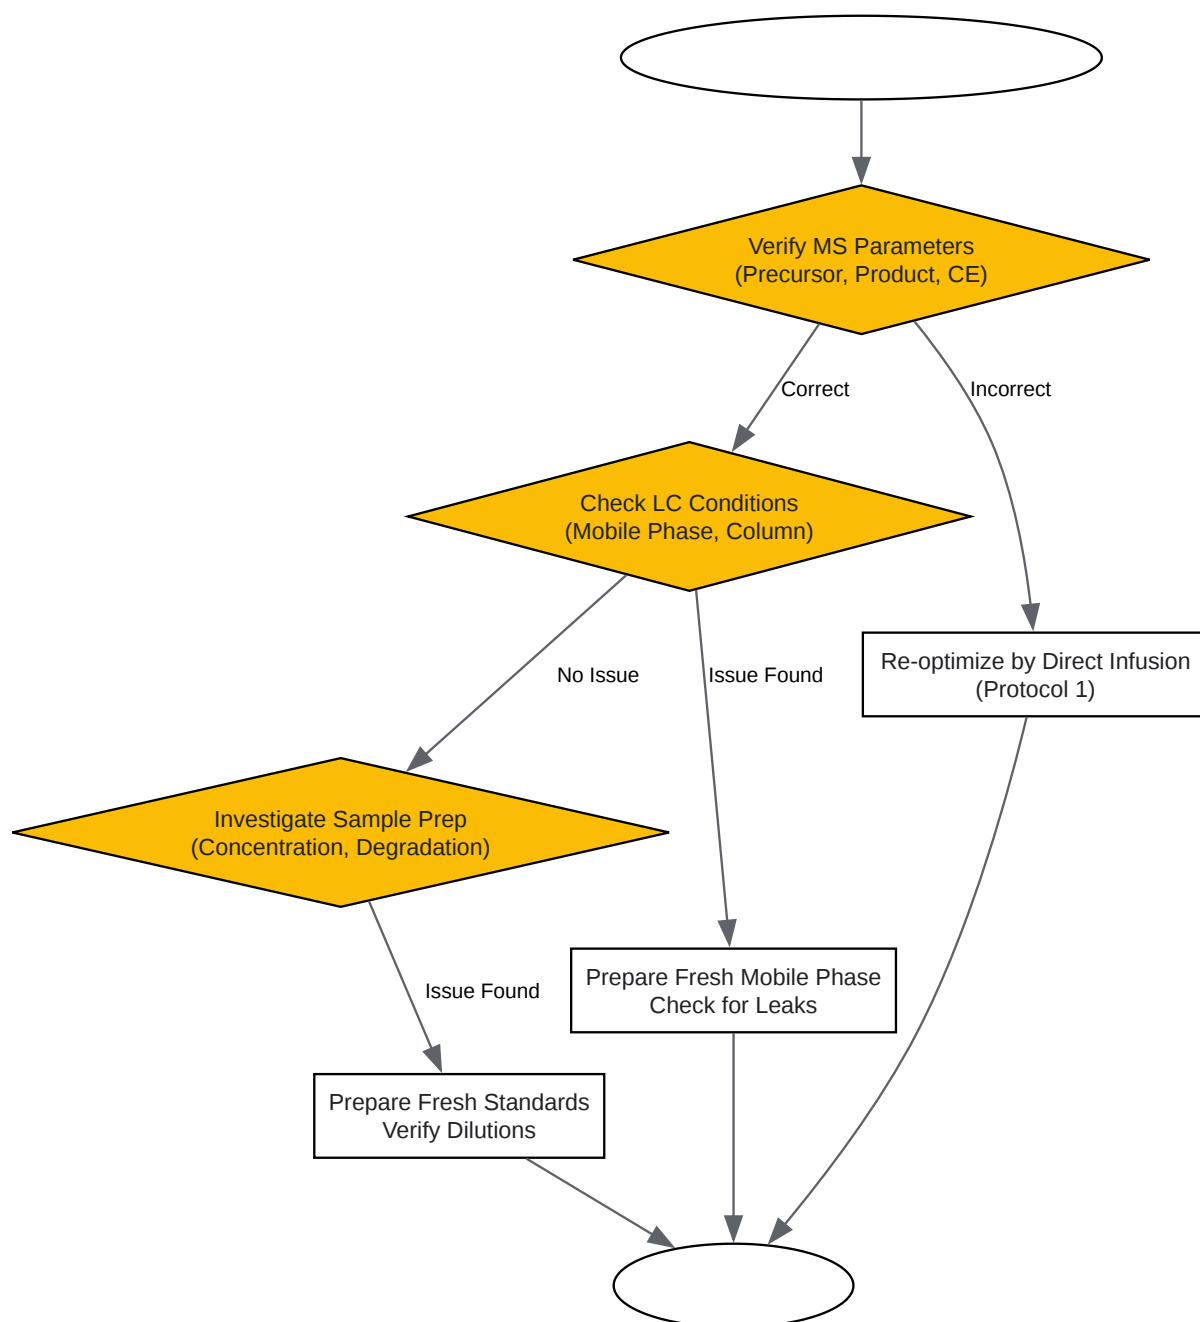 Verify MS Parameters
(Precursor, Product, CE)
Correct
Incorrect
Check LC Conditions
(Mobile Phase, Column)
No Issue
Issue Found
Re-optimize by Direct Infusion
(Protocol 1)
Investigate Sample Prep
(Concentration, Degradation)
Issue Found
Prepare Fresh Mobile Phase
Check for Leaks
Prepare Fresh Standards
Verify Dilutions